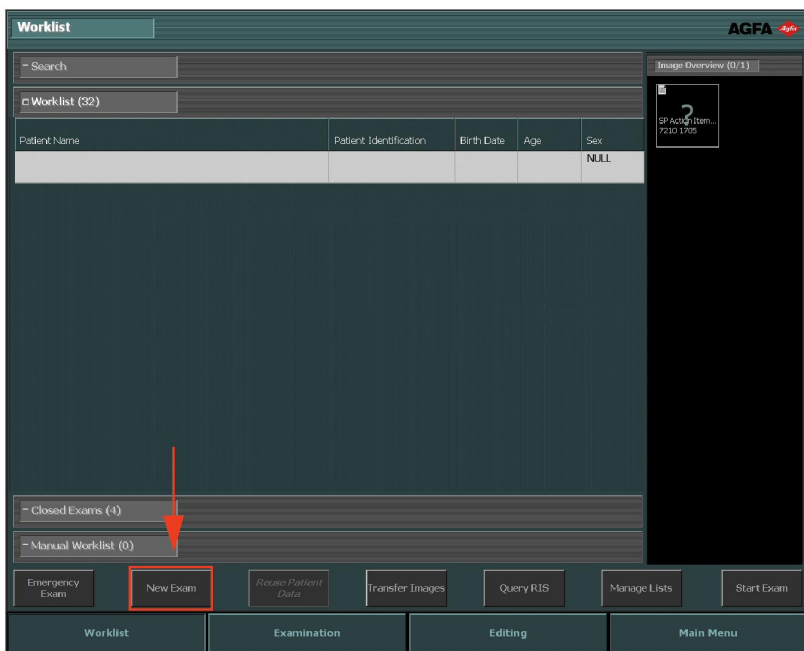 Worklist
AGFA Agfa
- Search
Image Overview (0/1)
Worklist (32)
?
SP Action Item...
7210 1705
Patient Name Patient Identification Birth Date Age Sex
NULL
- Closed Exams (4)
- Manual Worklist (0)
Emergency
Exam
New Exam
Reuse Patient
Data
Transfer Images
Query RIS
Manage Lists
Start Exam
Worklist Examination Editing Main Menu